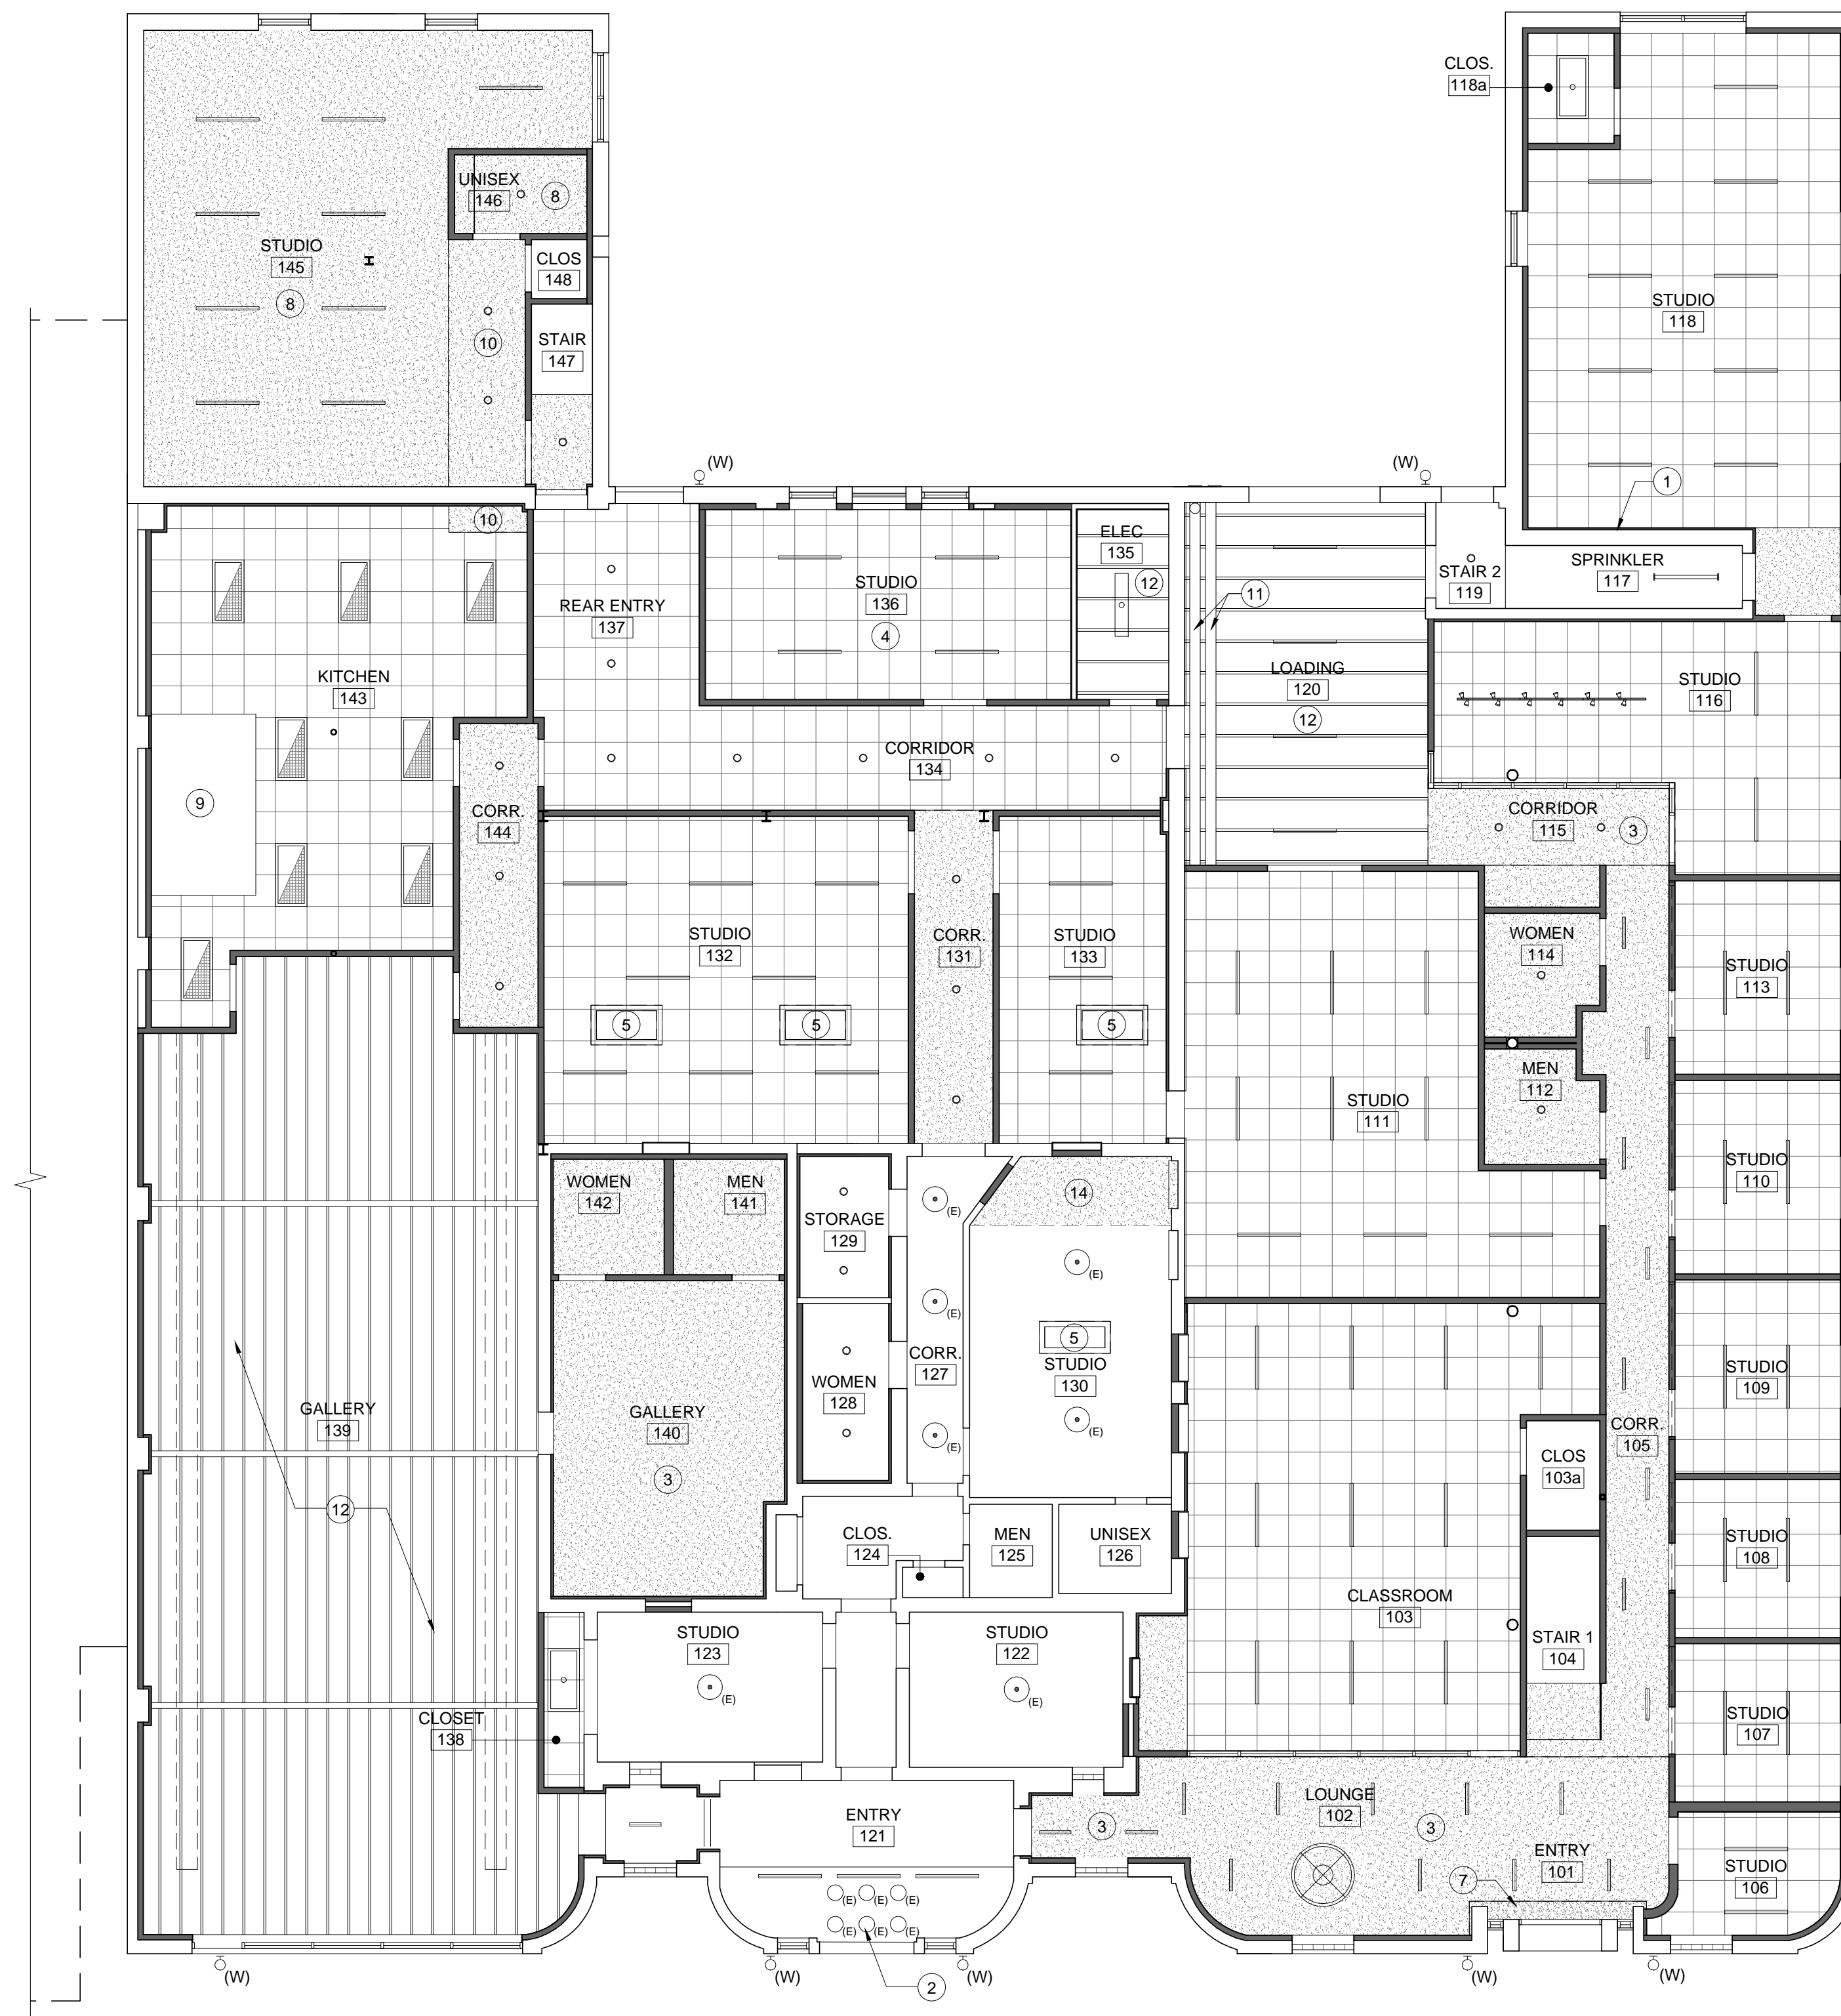 CLOS.
118a
UNISEX
146
8
STUDIO
145
8
CLOS
148
STUDIO
118
10
STAIR
147
(W)
(W)
1
10
ELEC
135
12
STUDIO
136
4
SPRINKLER
117
STAIR 2
119
REAR ENTRY
137
11
KITCHEN
143
LOADING
120
12
STUDIO
116
CORRIDOR
134
9
CORR.
144
CORRIDOR
115
3
STUDIO
132
CORR.
131
STUDIO
133
WOMEN
114
STUDIO
113
5
5
5
MEN
112
STUDIO
111
STUDIO
110
WOMEN
142
MEN
141
14
STORAGE
129
(E)
(E)
(E)
CORR.
127
5
STUDIO
130
WOMEN
128
STUDIO
109
GALLERY
139
GALLERY
140
3
(E)
(E)
CORR.
105
CLOS
103a
12
CLOS.
124
MEN
125
UNISEX
126
STUDIO
108
CLASSROOM
103
STUDIO
123
(E)
STUDIO
122
(E)
STAIR 1
104
CLOSET
138
STUDIO
107
LOUNGE
102
ENTRY
121
3
3
ENTRY
101
STUDIO
106
7
(E)
(E)
(E)
(E)
(E)
(E)
(W)
(W)
(W)
(W)
(W)
2